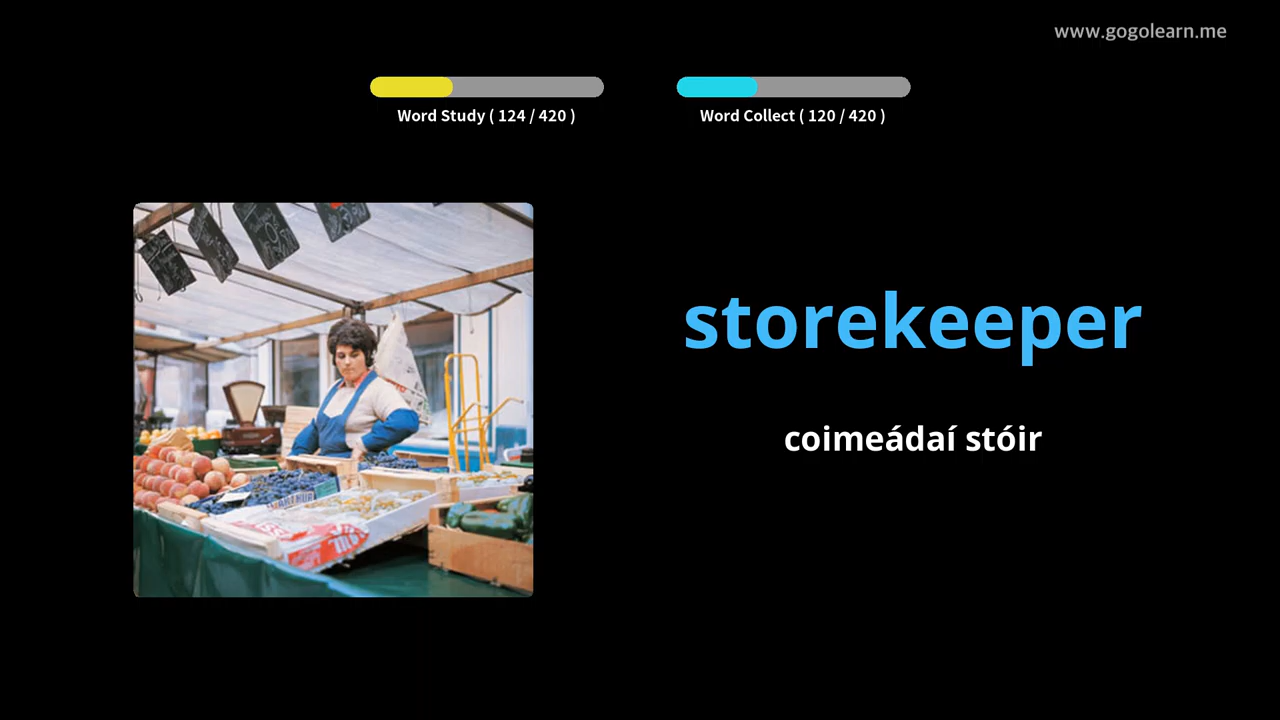 www.gogolearn.me
Word Study ( 124 / 420 )
Word Collect ( 120 / 420 )
storekeeper
coimeádaí stóir